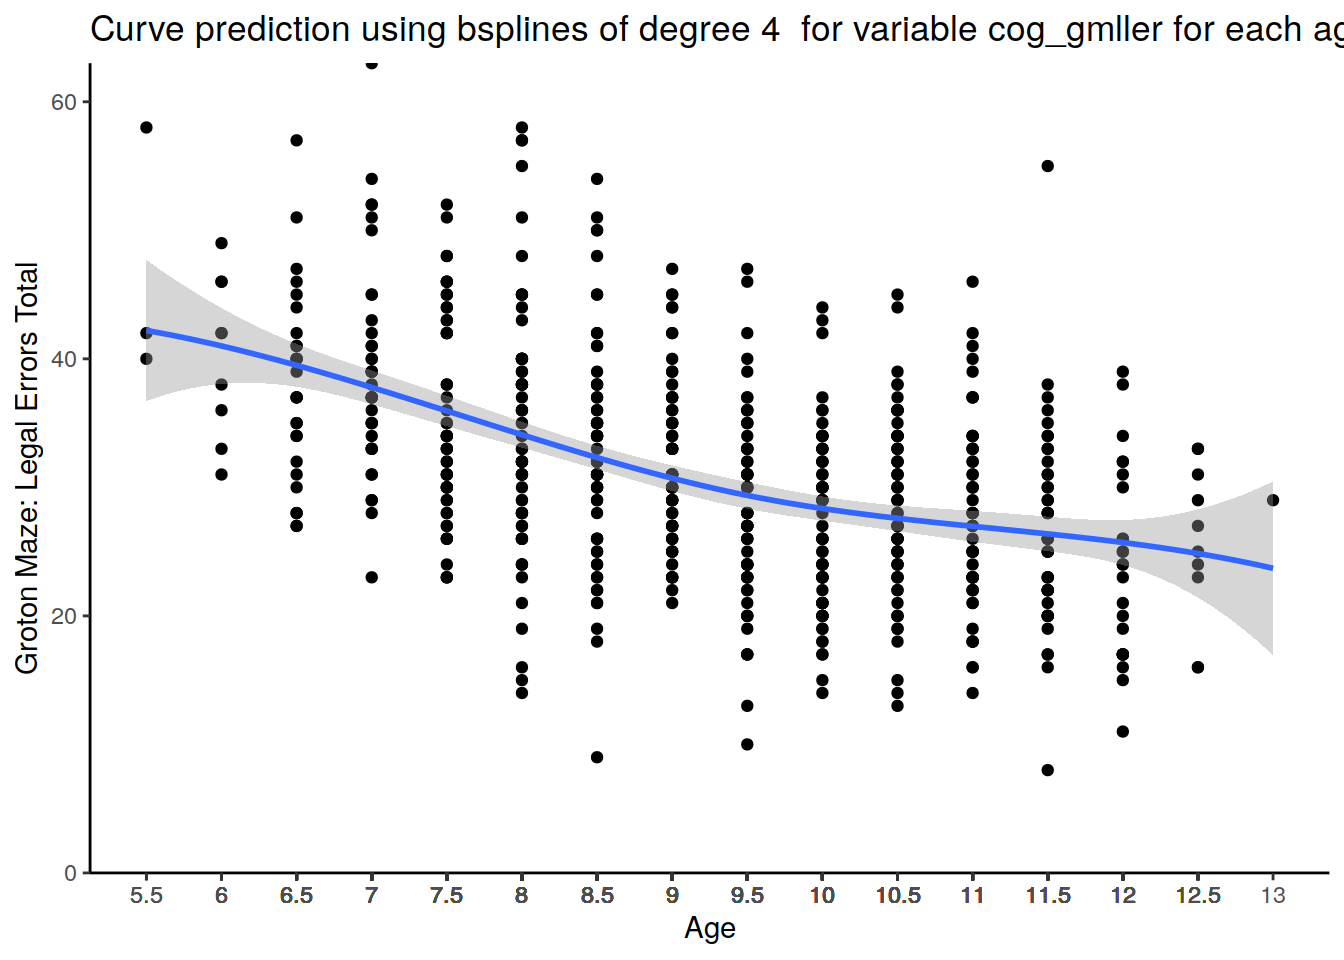 Curve prediction using bsplines of degree 4  for variable cog_gmller for each ag
60
40
20
0
Groton Maze: Legal Errors Total
5.5 6 6.5 7 7.5 8 8.5 9 9.5 10 10.5 11 11.5 12 12.5 13
Age